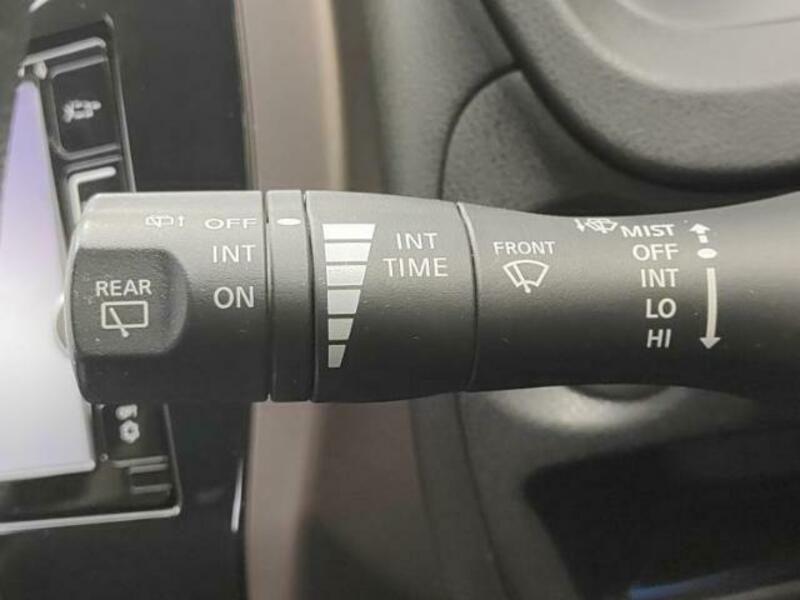 OFF
INT
ON
REAR
INT
TIME
FRONT
MIST
OFF
INT
LO
HI